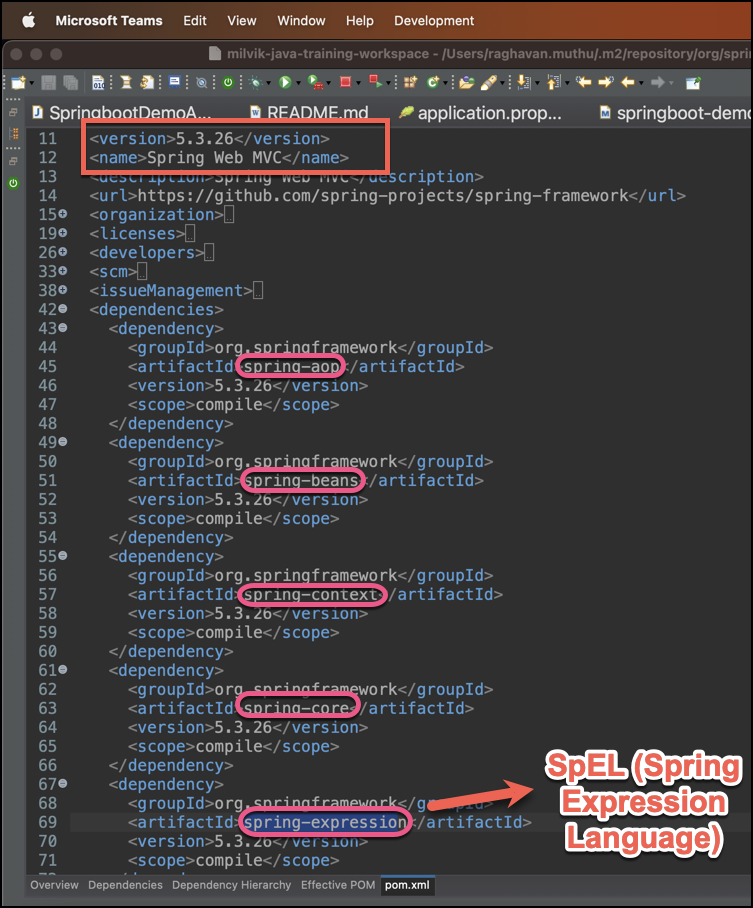 Microsoft Teams Edit View Window Help Development
milvik-java-training-workspace - /Users/raghavan.muthu/.m2/repository/org/sprin
SpringbootDemoA... README.md application.prop... springboot-demo
11 <version>5.3.26</version>
12 <name>Spring Web MVC</name>
13 <description>Spring Web MVC</description>
14 <url>https://github.com/spring-projects/spring-framework</url>
15 <organization>
19 <licenses>
26 <developers>
33 <scm>
38 <issueManagement>
42 <dependencies>
43 <dependency>
44 <groupId>org.springframework</groupId>
45 <artifactId>spring-aop</artifactId>
46 <version>5.3.26</version>
47 <scope>compile</scope>
48 </dependency>
49 <dependency>
50 <groupId>org.springframework</groupId>
51 <artifactId>spring-beans</artifactId>
52 <version>5.3.26</version>
53 <scope>compile</scope>
54 </dependency>
55 <dependency>
56 <groupId>org.springframework</groupId>
57 <artifactId>spring-context</artifactId>
58 <version>5.3.26</version>
59 <scope>compile</scope>
60 </dependency>
61 <dependency>
62 <groupId>org.springframework</groupId>
63 <artifactId>spring-core</artifactId>
64 <version>5.3.26</version>
65 <scope>compile</scope>
66 </dependency>
67 <dependency>
68 <groupId>org.springframework</groupId>
69 <artifactId>spring-expression</artifactId>
70 <version>5.3.26</version>
71 <scope>compile</scope>
SpEL (Spring
Expression
Language)
Overview Dependencies Dependency Hierarchy Effective POM pom.xml